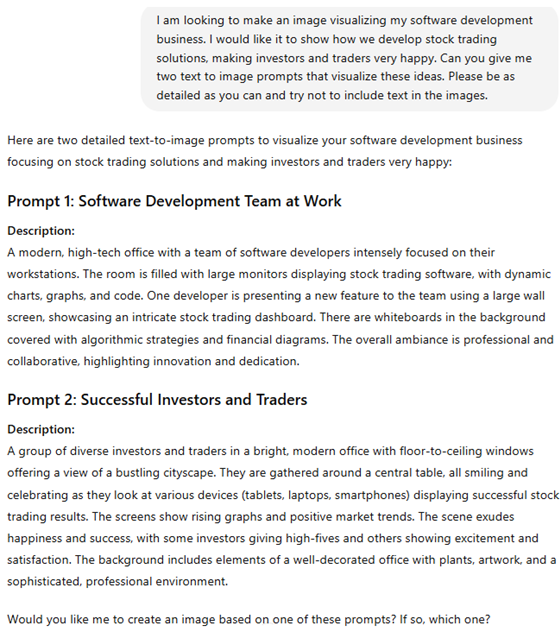 I am looking to make an image visualizing my software development
business. I would like it to show how we develop stock trading
solutions, making investors and traders very happy. Can you give me
two text to image prompts that visualize these ideas. Please be as
detailed as you can and try not to include text in the images.
Here are two detailed text-to-image prompts to visualize your software development business
focusing on stock trading solutions and making investors and traders very happy:
Prompt 1: Software Development Team at Work
Description:
A modern, high-tech office with a team of software developers intensely focused on their
workstations. The room is filled with large monitors displaying stock trading software, with dynamic
charts, graphs, and code. One developer is presenting a new feature to the team using a large wall
screen, showcasing an intricate stock trading dashboard. There are whiteboards in the background
covered with algorithmic strategies and financial diagrams. The overall ambiance is professional and
collaborative, highlighting innovation and dedication.
Prompt 2: Successful Investors and Traders
Description:
A group of diverse investors and traders in a bright, modern office with floor-to-ceiling windows
offering a view of a bustling cityscape. They are gathered around a central table, all smiling and
celebrating as they look at various devices (tablets, laptops, smartphones) displaying successful stock
trading results. The screens show rising graphs and positive market trends. The scene exudes
happiness and success, with some investors giving high-fives and others showing excitement and
satisfaction. The background includes elements of a well-decorated office with plants, artwork, and a
sophisticated, professional environment.
Would you like me to create an image based on one of these prompts? If so, which one?